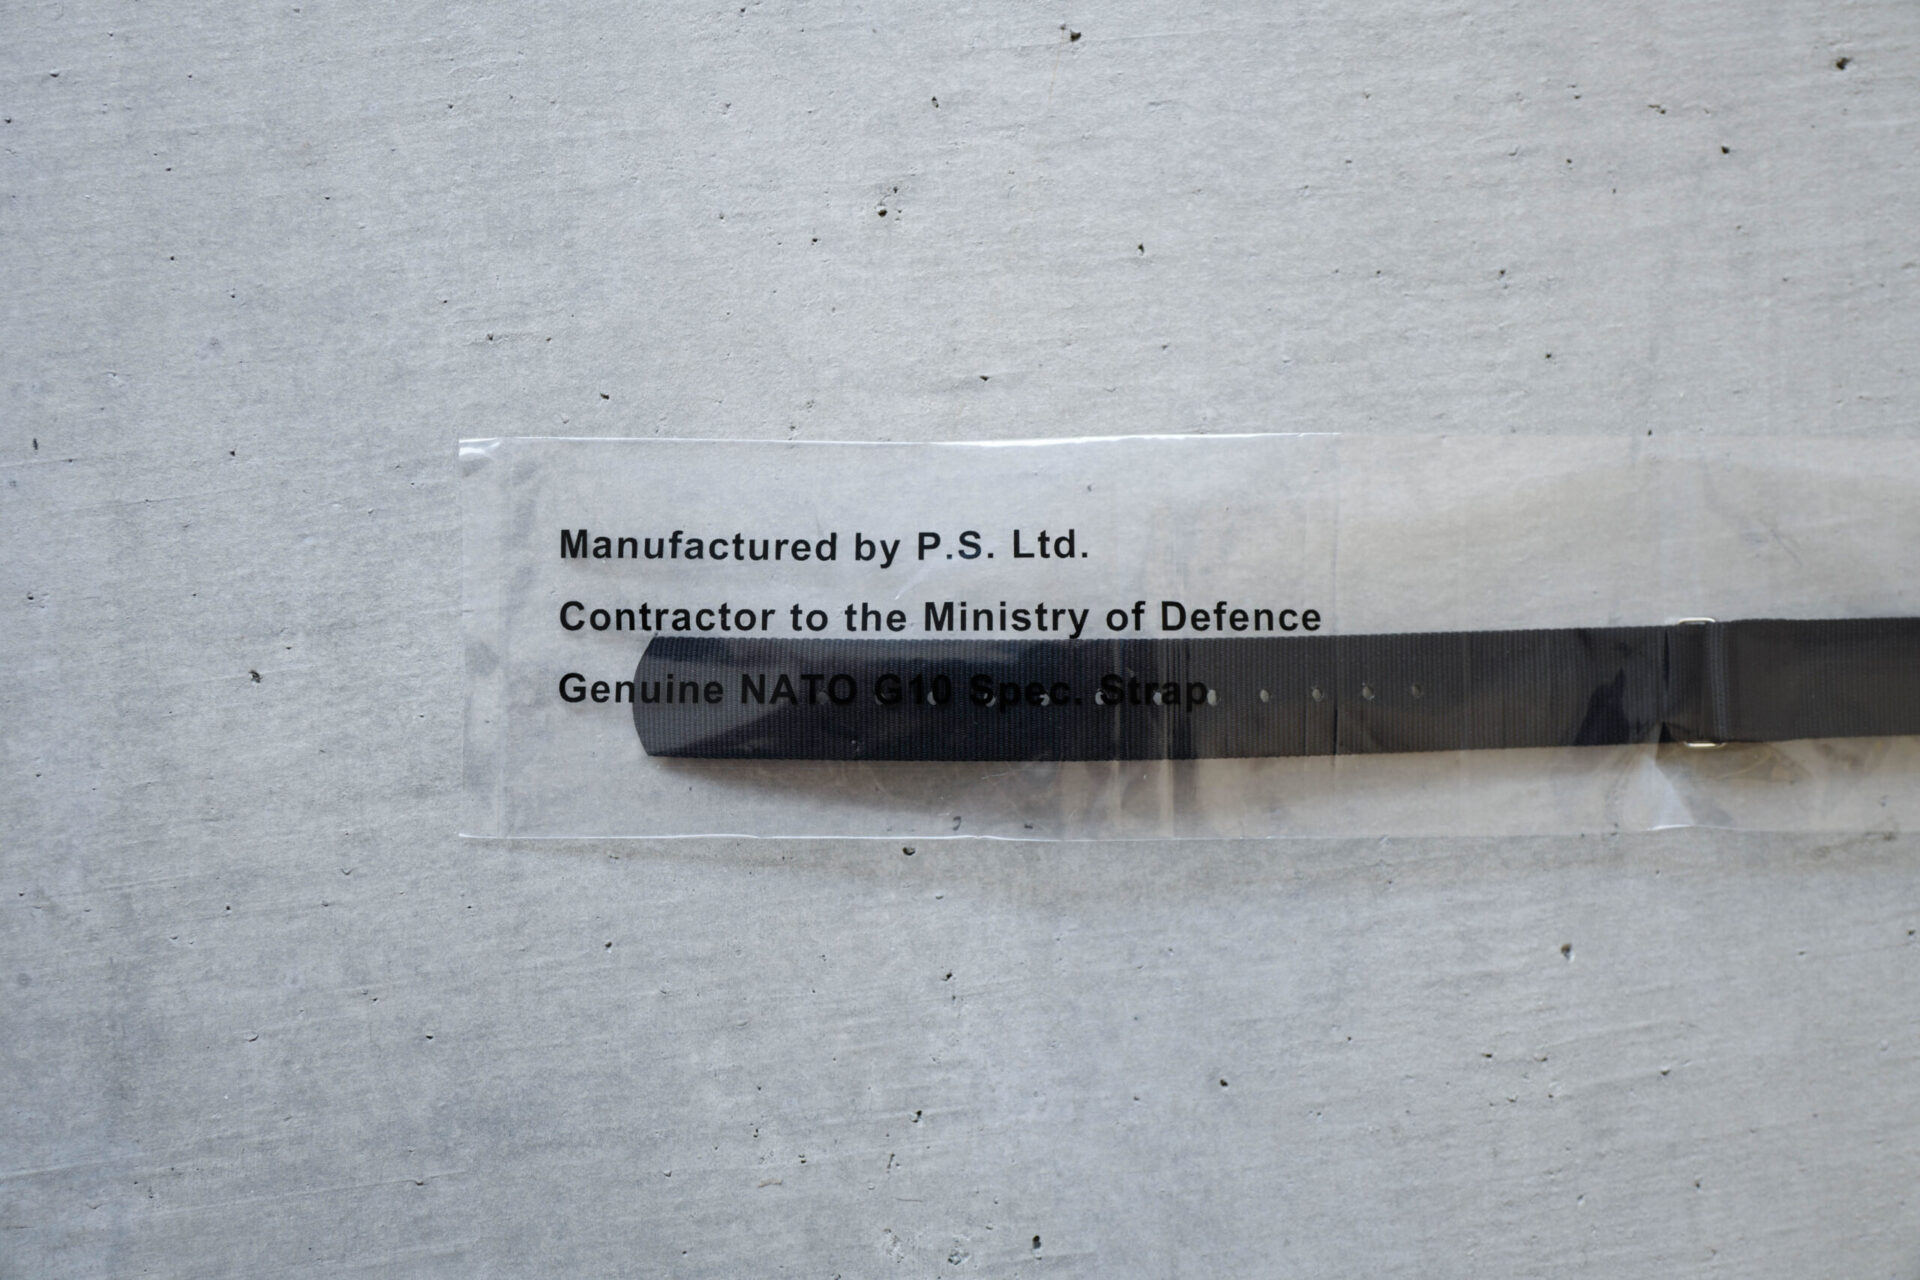 Manufactured by P.S. Ltd.
Contractor to the Ministry of Defence
Genuine NATO G10 Spec. Strap